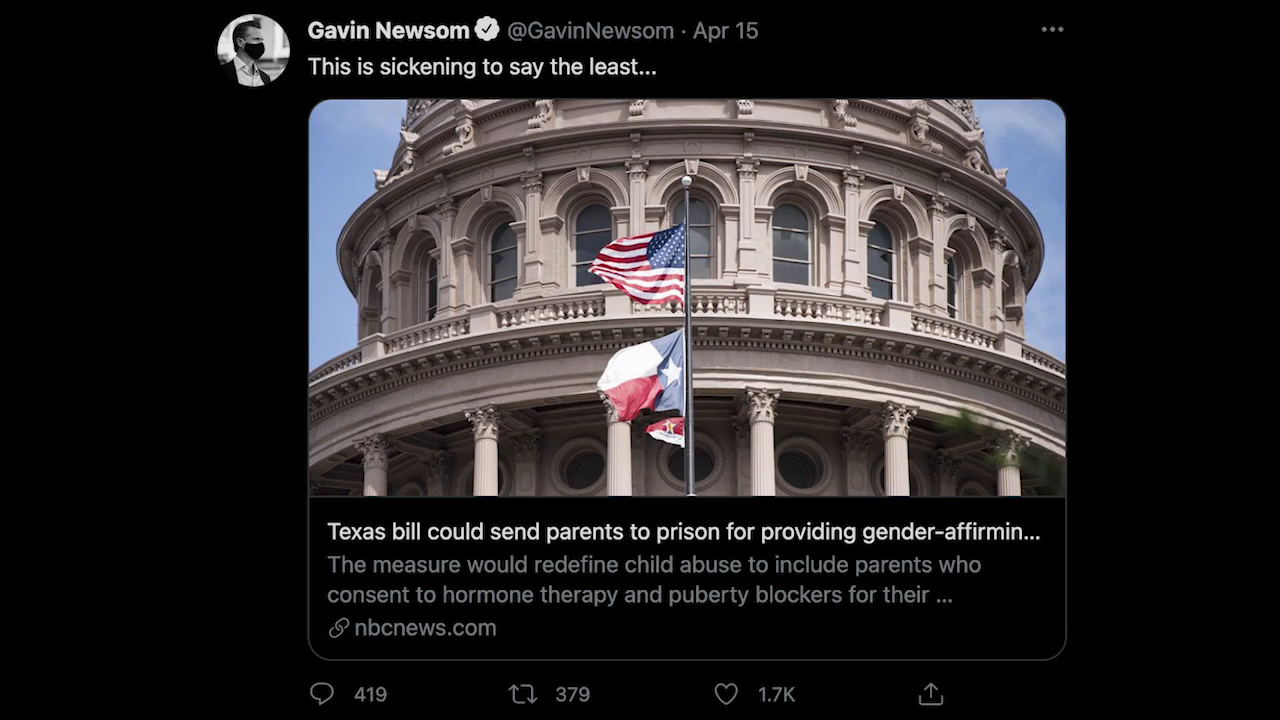 Gavin Newsom @GavinNewsom · Apr 15
This is sickening to say the least...
Texas bill could send parents to prison for providing gender-affirmin...
The measure would redefine child abuse to include parents who
consent to hormone therapy and puberty blockers for their ...
nbcnews.com
419 379 1.7K